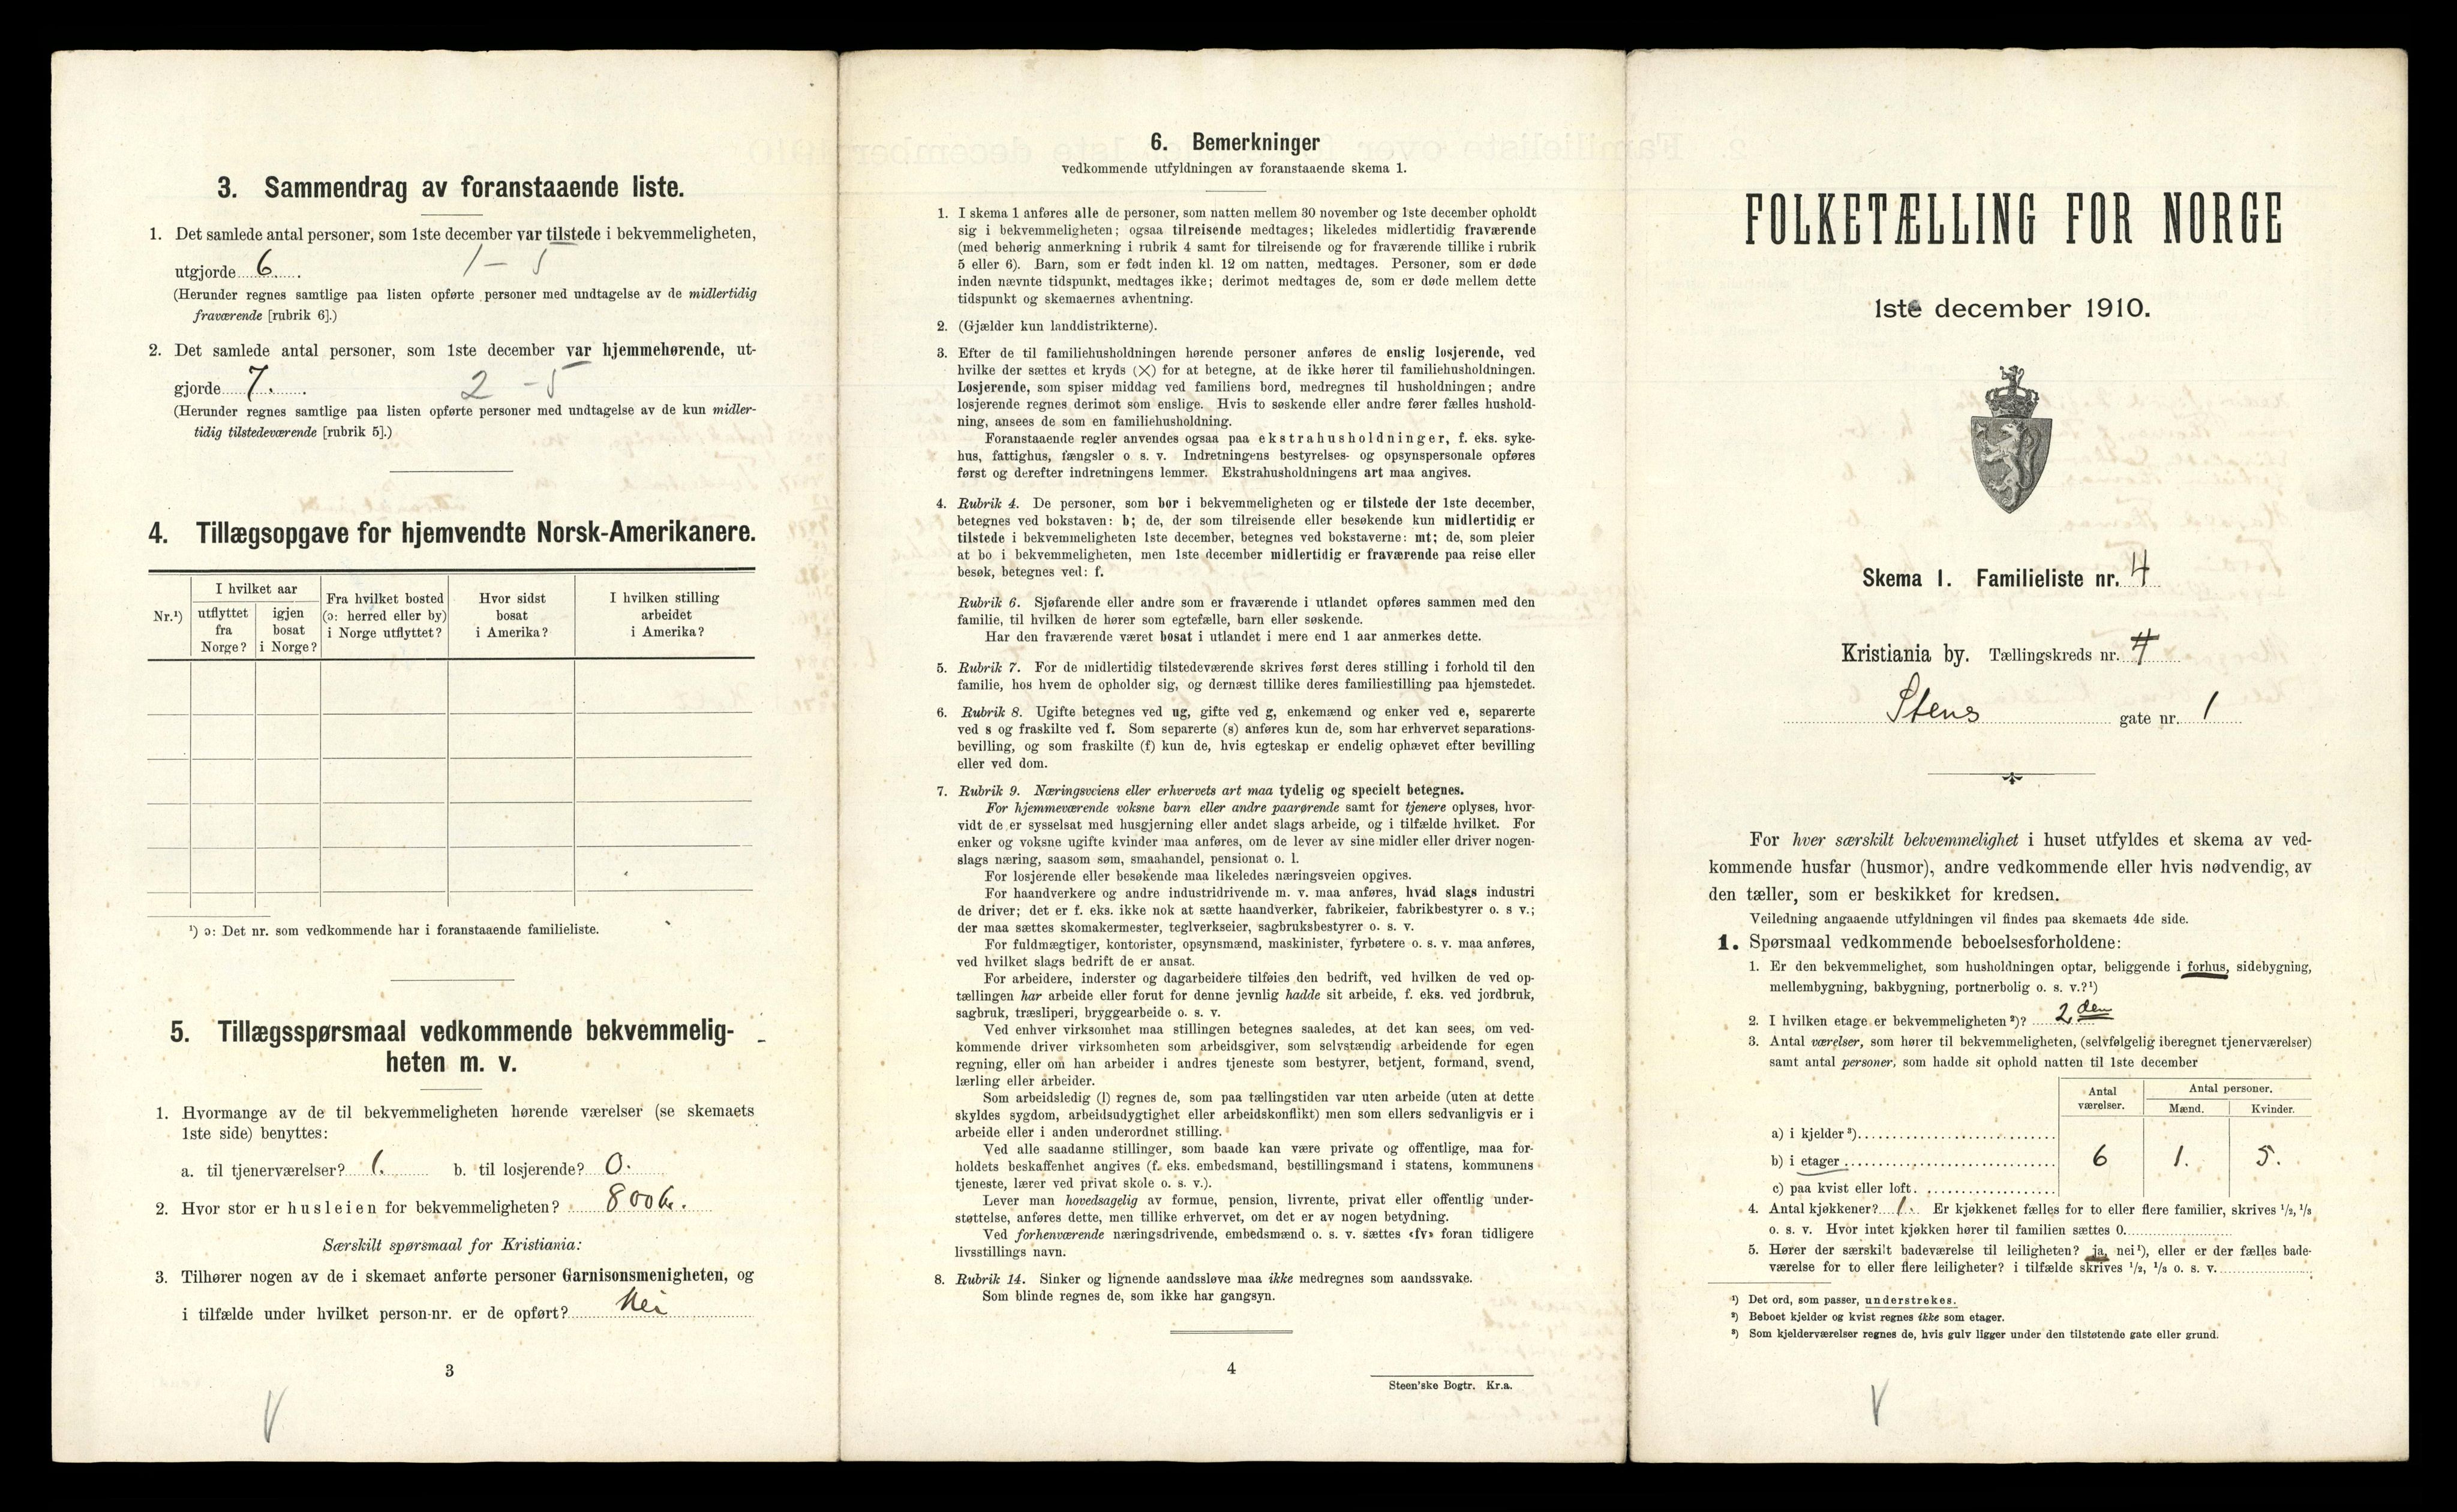 3. Sammendrag av foranstaaende liste.
1. Det samlede antal personer, som 1ste december var tilstede i bekvemmeligheten,
utgjorde 6. 1 - 5
(Herunder regnes samtlige paa listen opførte personer med undtagelse av de midlertidig
fraværende [rubrik 6].)
2. Det samlede antal personer, som 1ste december var hjemmehørende, ut-
gjorde 7. 2 - 5
(Herunder regnes samtlige paa listen opførte personer med undtagelse av de kun midler-
tidig tilstedeværende [rubrik 5].)
4. Tillægsopgave for hjemvendte Norsk-Amerikanere.
Nr.¹)
I hvilket aar
utflyttet
fra
Norge?
igjen
bosat
i Norge?
Fra hvilket bosted
(ɔ: herred eller by)
i Norge utflyttet?
Hvor sidst
bosat
i Amerika?
I hvilken stilling
arbeidet
i Amerika?
¹) ɔ: Det nr. som vedkommende har i foranstaaende familieliste.
5. Tillægsspørsmaal vedkommende bekvemmelig-
heten m. v.
1. Hvormange av de til bekvemmeligheten hørende værelser (se skemaets
1ste side) benyttes:
a. til tjenerværelser? 1. b. til losjerende? 0.
2. Hvor stor er husleien for bekvemmeligheten? 800 kr.
Særskilt spørsmaal for Kristiania:
3. Tilhører nogen av de i skemaet anførte personer Garnisonsmenigheten, og
i tilfælde under hvilket person-nr. er de opført? Nei
3
6. Bemerkninger
vedkommende utfyldningen av foranstaaende skema 1.
1. I skema 1 anføres alle de personer, som natten mellem 30 november og 1ste december opholdt
sig i bekvemmeligheten; ogsaa tilreisende medtages; likeledes midlertidig fraværende
(med behørig anmerkning i rubrik 4 samt for tilreisende og for fraværende tillike i rubrik
5 eller 6). Barn, som er født inden kl. 12 om natten, medtages. Personer, som er døde
inden nævnte tidspunkt, medtages ikke; derimot medtages de, som er døde mellem dette
tidspunkt og skemaernes avhentning.
2. (Gjælder kun landdistrikterne).
3. Efter de til familiehusholdningen hørende personer anføres de enslig losjerende, ved
hvilke der sættes et kryds (×) for at betegne, at de ikke hører til familiehusholdningen.
Losjerende, som spiser middag ved familiens bord, medregnes til husholdningen; andre
losjerende regnes derimot som enslige. Hvis to søskende eller andre fører fælles hushold-
ning, ansees de som en familiehusholdning.
Foranstaaende regler anvendes ogsaa paa ekstrahusholdninger, f. eks. syke-
hus, fattighus, fængsler o s. v. Indretningens bestyrelses- og opsynspersonale opføres
først og derefter indretningens lemmer. Ekstrahusholdningens art maa angives.
4. Rubrik 4. De personer, som bor i bekvemmeligheten og er tilstede der 1ste december,
betegnes ved bokstaven: b; de, der som tilreisende eller besøkende kun midlertidig er
tilstede i bekvemmeligheten 1ste december, betegnes ved bokstaverne: mt; de, som pleier
at bo i bekvemmeligheten, men 1ste december midlertidig er fraværende paa reise eller
besøk, betegnes ved: f.
Rubrik 6. Sjøfarende eller andre som er fraværende i utlandet opføres sammen med den
familie, til hvilken de hører som egtefælle, barn eller søskende.
Har den fraværende været bosat i utlandet i mere end 1 aar anmerkes dette.
5. Rubrik 7. For de midlertidig tilstedeværende skrives først deres stilling i forhold til den
familie, hos hvem de opholder sig, og dernæst tillike deres familiestilling paa hjemstedet.
6. Rubrik 8. Ugifte betegnes ved ug, gifte ved g, enkemænd og enker ved e, separerte
ved s og fraskilte ved f. Som separerte (s) anføres kun de, som har erhvervet separations-
bevilling, og som fraskilte (f) kun de, hvis egteskap er endelig ophævet efter bevilling
eller ved dom.
7. Rubrik 9. Næringsveiens eller erhvervets art maa tydelig og specielt betegnes.
For hjemmeværende voksne barn eller andre paarørende samt for tjenere oplyses, hvor-
vidt de er sysselsat med husgjerning eller andet slags arbeide, og i tilfælde hvilket. For
enker og voksne ugifte kvinder maa anføres, om de lever av sine midler eller driver nogen-
slags næring, saasom søm, smaahandel, pensionat o. l.
For losjerende eller besøkende maa likeledes næringsveien opgives.
For haandverkere og andre industridrivende m. v. maa anføres, hvad slags industri
de driver; det er f. eks. ikke nok at sætte haandverker, fabrikeier, fabrikbestyrer o. s v.;
der maa sættes skomakermester, teglverkseier, sagbruksbestyrer o. s. v.
For fuldmægtiger, kontorister, opsynsmænd, maskinister, fyrbøtere o. s. v. maa anføres,
ved hvilket slags bedrift de er ansat.
For arbeidere, inderster og dagarbeidere tilføies den bedrift, ved hvilken de ved op-
tællingen har arbeide eller forut for denne jevnlig hadde sit arbeide, f. eks. ved jordbruk,
sagbruk, træsliperi, bryggearbeide o. s. v.
Ved enhver virksomhet maa stillingen betegnes saaledes, at det kan sees, om ved-
kommende driver virksomheten som arbeidsgiver, som selvstændig arbeidende for egen
regning, eller om han arbeider i andres tjeneste som bestyrer, betjent, formand, svend,
lærling eller arbeider.
Som arbeidsledig (l) regnes de, som paa tællingstiden var uten arbeide (uten at dette
skyldes sygdom, arbeidsudygtighet eller arbeidskonflikt) men som ellers sedvanligvis er i
arbeide eller i anden underordnet stilling.
Ved alle saadanne stillinger, som baade kan være private og offentlige, maa for-
holdets beskaffenhet angives (f. eks. embedsmand, bestillingsmand i statens, kommunens
tjeneste, lærer ved privat skole o. s. v.).
Lever man hovedsagelig av formue, pension, livrente, privat eller offentlig under-
støttelse, anføres dette, men tillike erhvervet, om det er av nogen betydning.
Ved forhenværende næringsdrivende, embedsmænd o. s. v. sættes «fv» foran tidligere
livsstillings navn.
8. Rubrik 14. Sinker og lignende aandssløve maa ikke medregnes som aandssvake.
Som blinde regnes de, som ikke har gangsyn.
4
Steen'ske Bogtr. Kr.a.
FOLKETÆLLING FOR NORGE
1ste december 1910.
Skema 1. Familieliste nr. 4
Kristiania by. Tællingskreds nr. 4
Stens gate nr. 1
For hver særskilt bekvemmelighet i huset utfyldes et skema av ved-
kommende husfar (husmor), andre vedkommende eller hvis nødvendig, av
den tæller, som er beskikket for kredsen.
Veiledning angaaende utfyldningen vil findes paa skemaets 4de side.
1. Spørsmaal vedkommende beboelsesforholdene:
1. Er den bekvemmelighet, som husholdningen optar, beliggende i forhus, sidebygning,
mellembygning, bakbygning, portnerbolig o. s. v.?¹)
2. I hvilken etage er bekvemmeligheten²)? 2den
3. Antal værelser, som hører til bekvemmeligheten, (selvfølgelig iberegnet tjenerværelser)
samt antal personer, som hadde sit ophold natten til 1ste december
Antal
værelser.
Antal personer.
Mænd. Kvinder.
a) i kjelder³)
b) i etager 6 1. 5.
c) paa kvist eller loft.
4. Antal kjøkkener? 1. Er kjøkkenet fælles for to eller flere familier, skrives 1/2, 1/3
o. s. v. Hvor intet kjøkken hører til familien sættes 0.
5. Hører der særskilt badeværelse til leiligheten? ja, nei¹), eller er der fælles bade-
værelse for to eller flere leiligheter? i tilfælde skrives 1/2, 1/3 o. s. v.
¹) Det ord, som passer, understrekes.
²) Beboet kjelder og kvist regnes ikke som etager.
³) Som kjelderværelser regnes de, hvis gulv ligger under den tilstøtende gate eller grund.